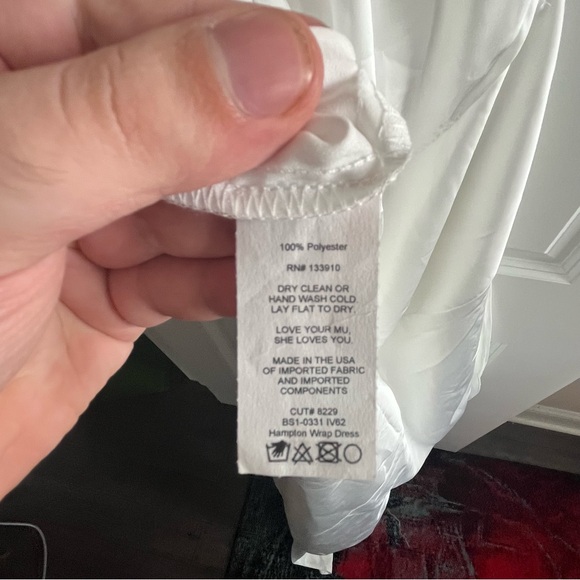 100% Polyester
RN# 133910
DRY CLEAN OR
HAND WASH COLD.
LAY FLAT TO DRY.
LOVE YOUR MU,
SHE LOVES YOU.
MADE IN THE USA
OF IMPORTED FABRIC
AND IMPORTED
COMPONENTS
CUT# 8229
BS1-0331 IV62
Hampton Wrap Dress